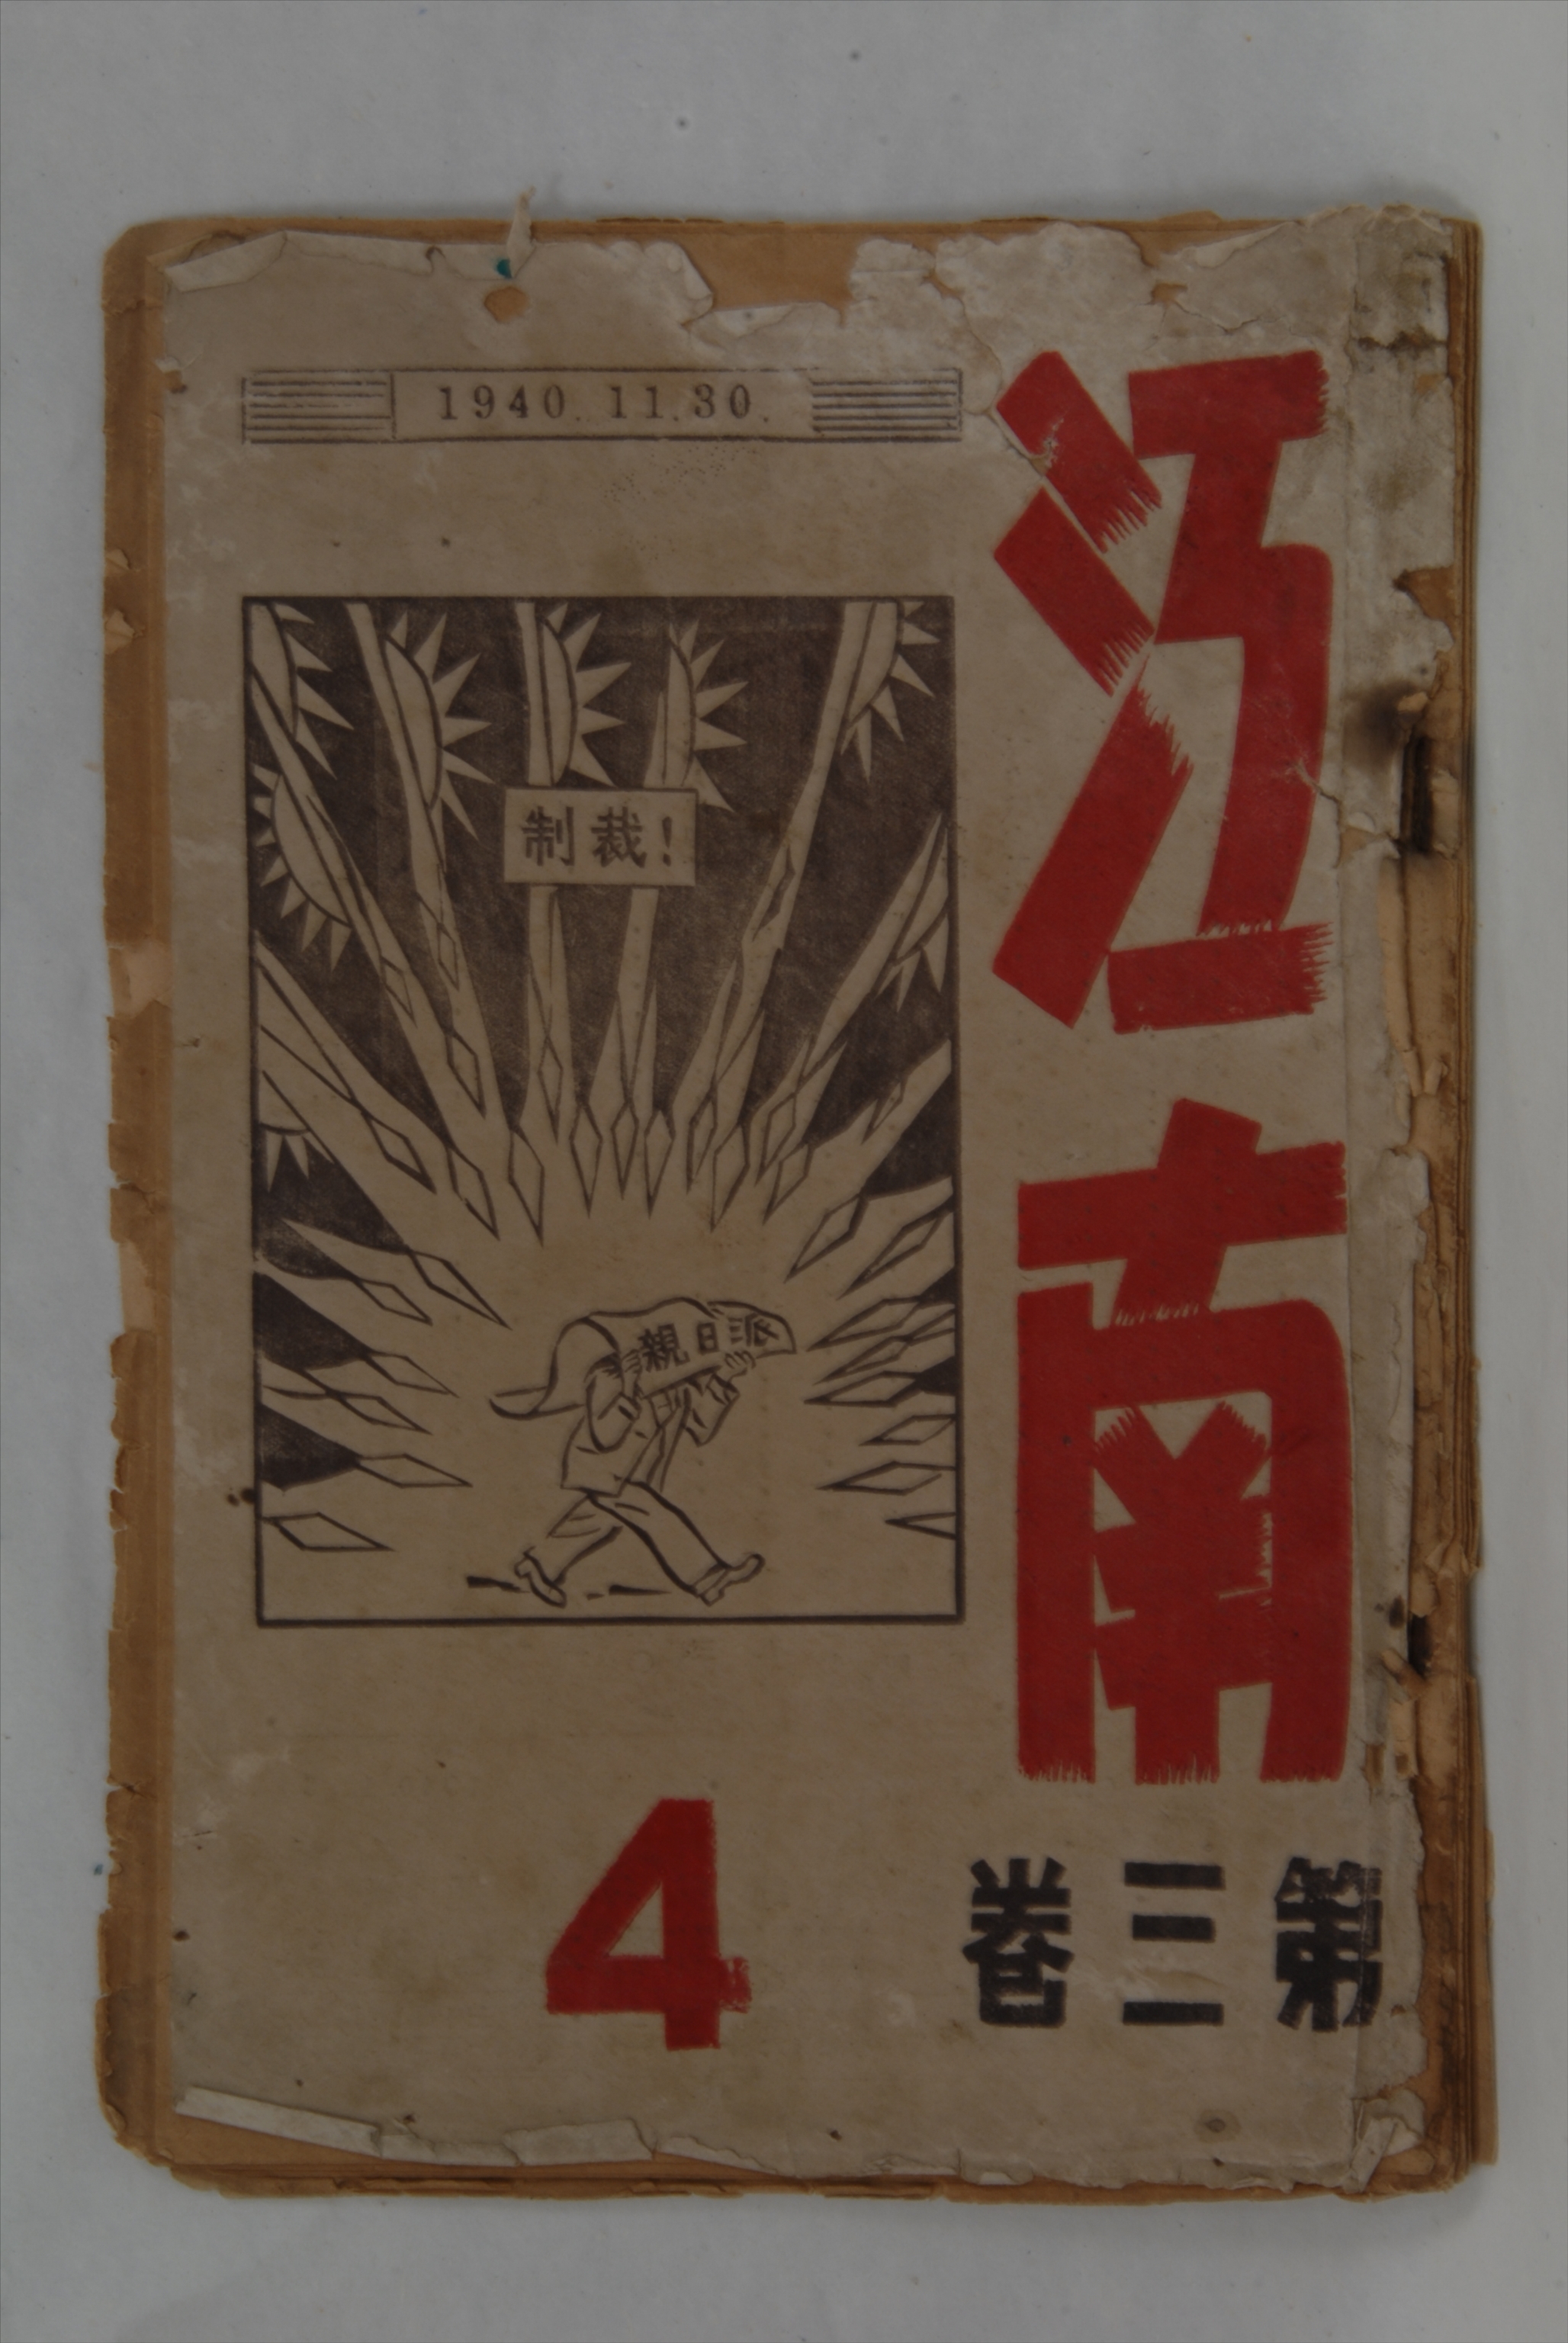 江南
第三卷
4
1940. 11.30.
制裁!
親日派